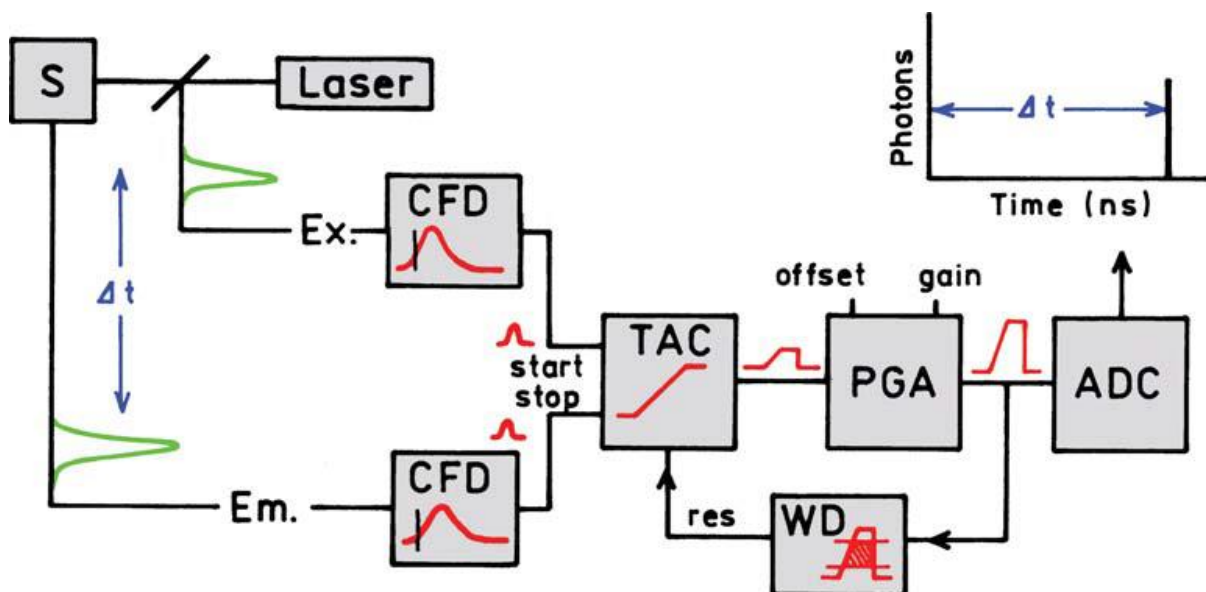 S
Laser
Δt
Ex.
CFD
Em.
CFD
start
stop
TAC
offset
gain
PGA
ADC
res
WD
Photons
Δt
Time (ns)